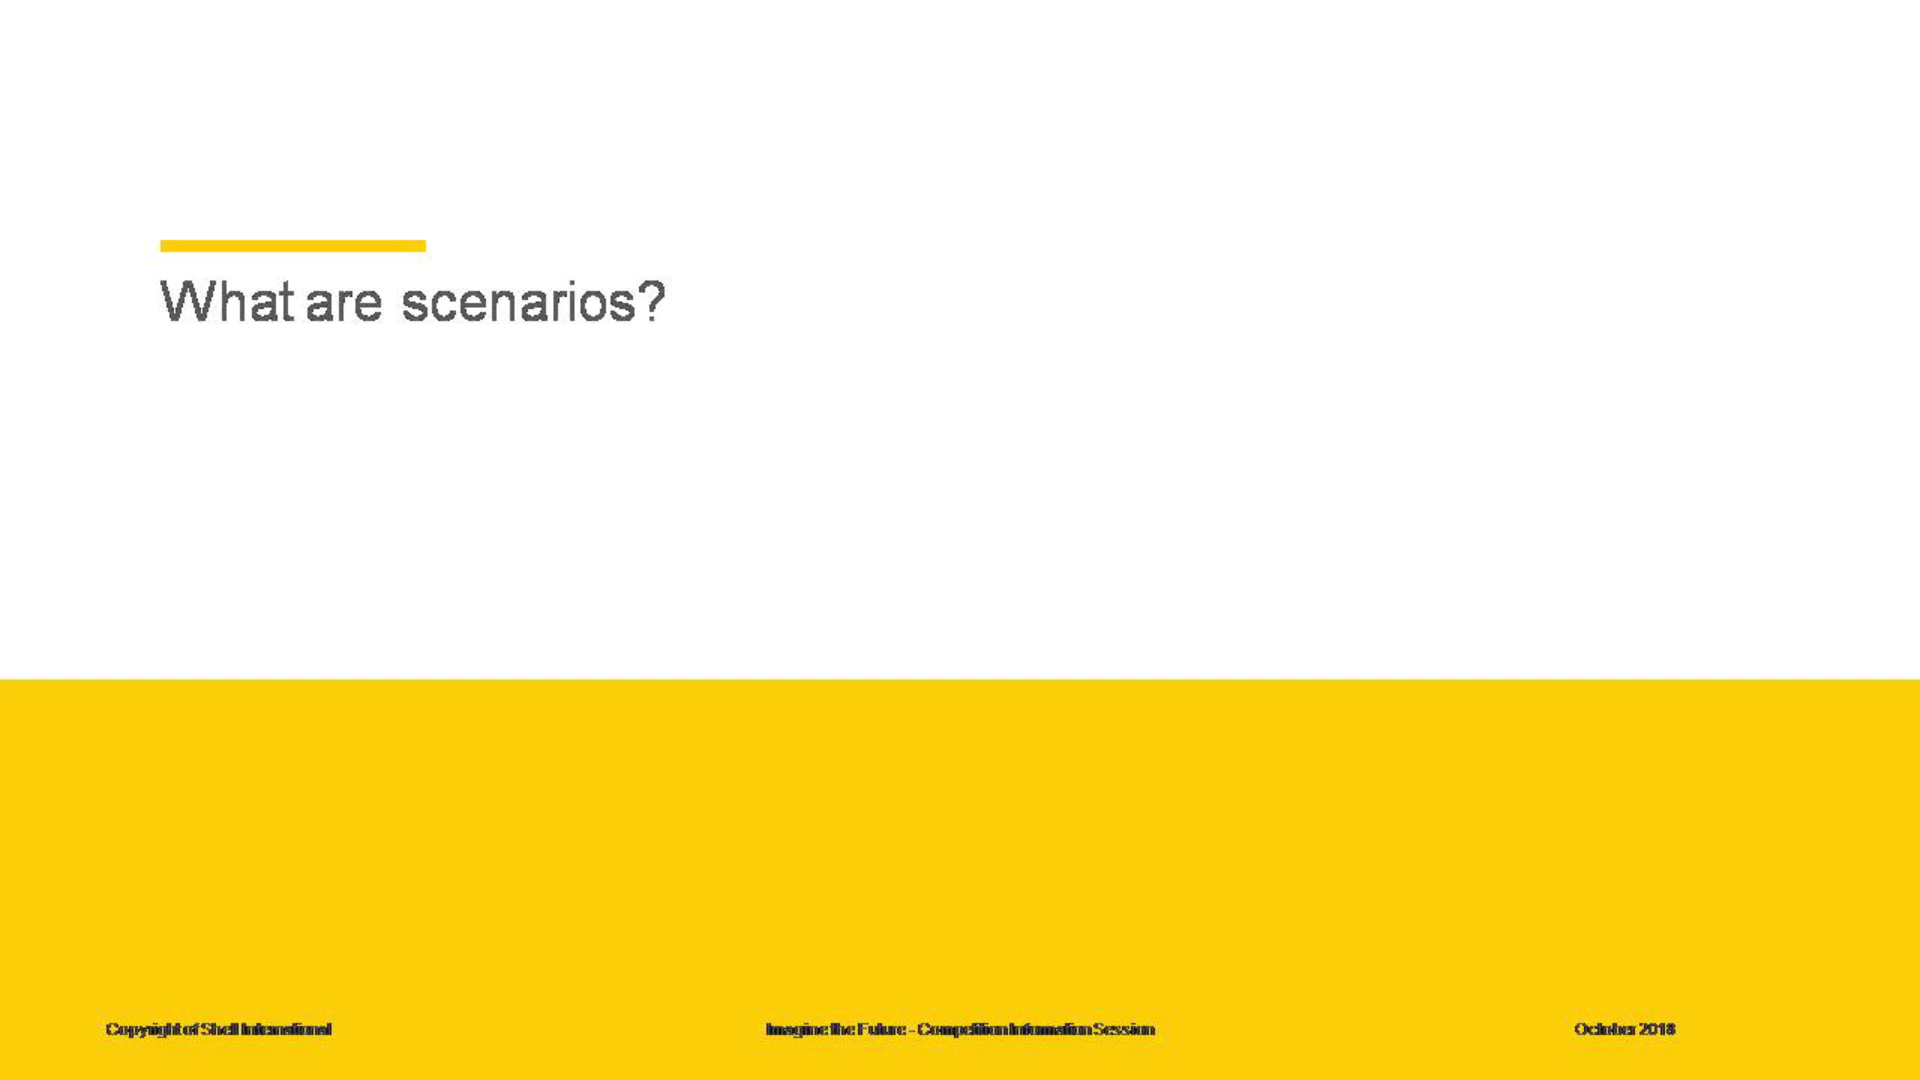 What are scenarios?
Copyright of Shell International
Imagine the Future - Competition Information Session
October 2018